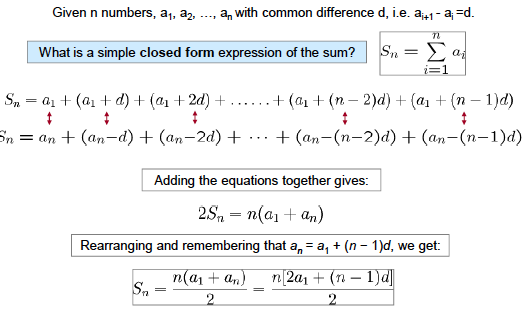 Given n numbers, a₁, a₂, …, aₙ with common difference d, i.e. aᵢ₊₁ - aᵢ =d.
What is a simple closed form expression of the sum?
Sₙ = ∑ᵢ₌₁ⁿ aᵢ
Sₙ = a₁ + (a₁ + d) + (a₁ + 2d) + ...... + (a₁ + (n − 2)d) + (a₁ + (n − 1)d)
Sₙ = aₙ + (aₙ−d) + (aₙ−2d) + ⋯ + (aₙ−(n−2)d) + (aₙ−(n−1)d)
Adding the equations together gives:
2Sₙ = n(a₁ + aₙ)
Rearranging and remembering that aₙ = a₁ + (n − 1)d, we get:
Sₙ = n(a₁ + aₙ)/2 = n[2a₁ + (n − 1)d]/2